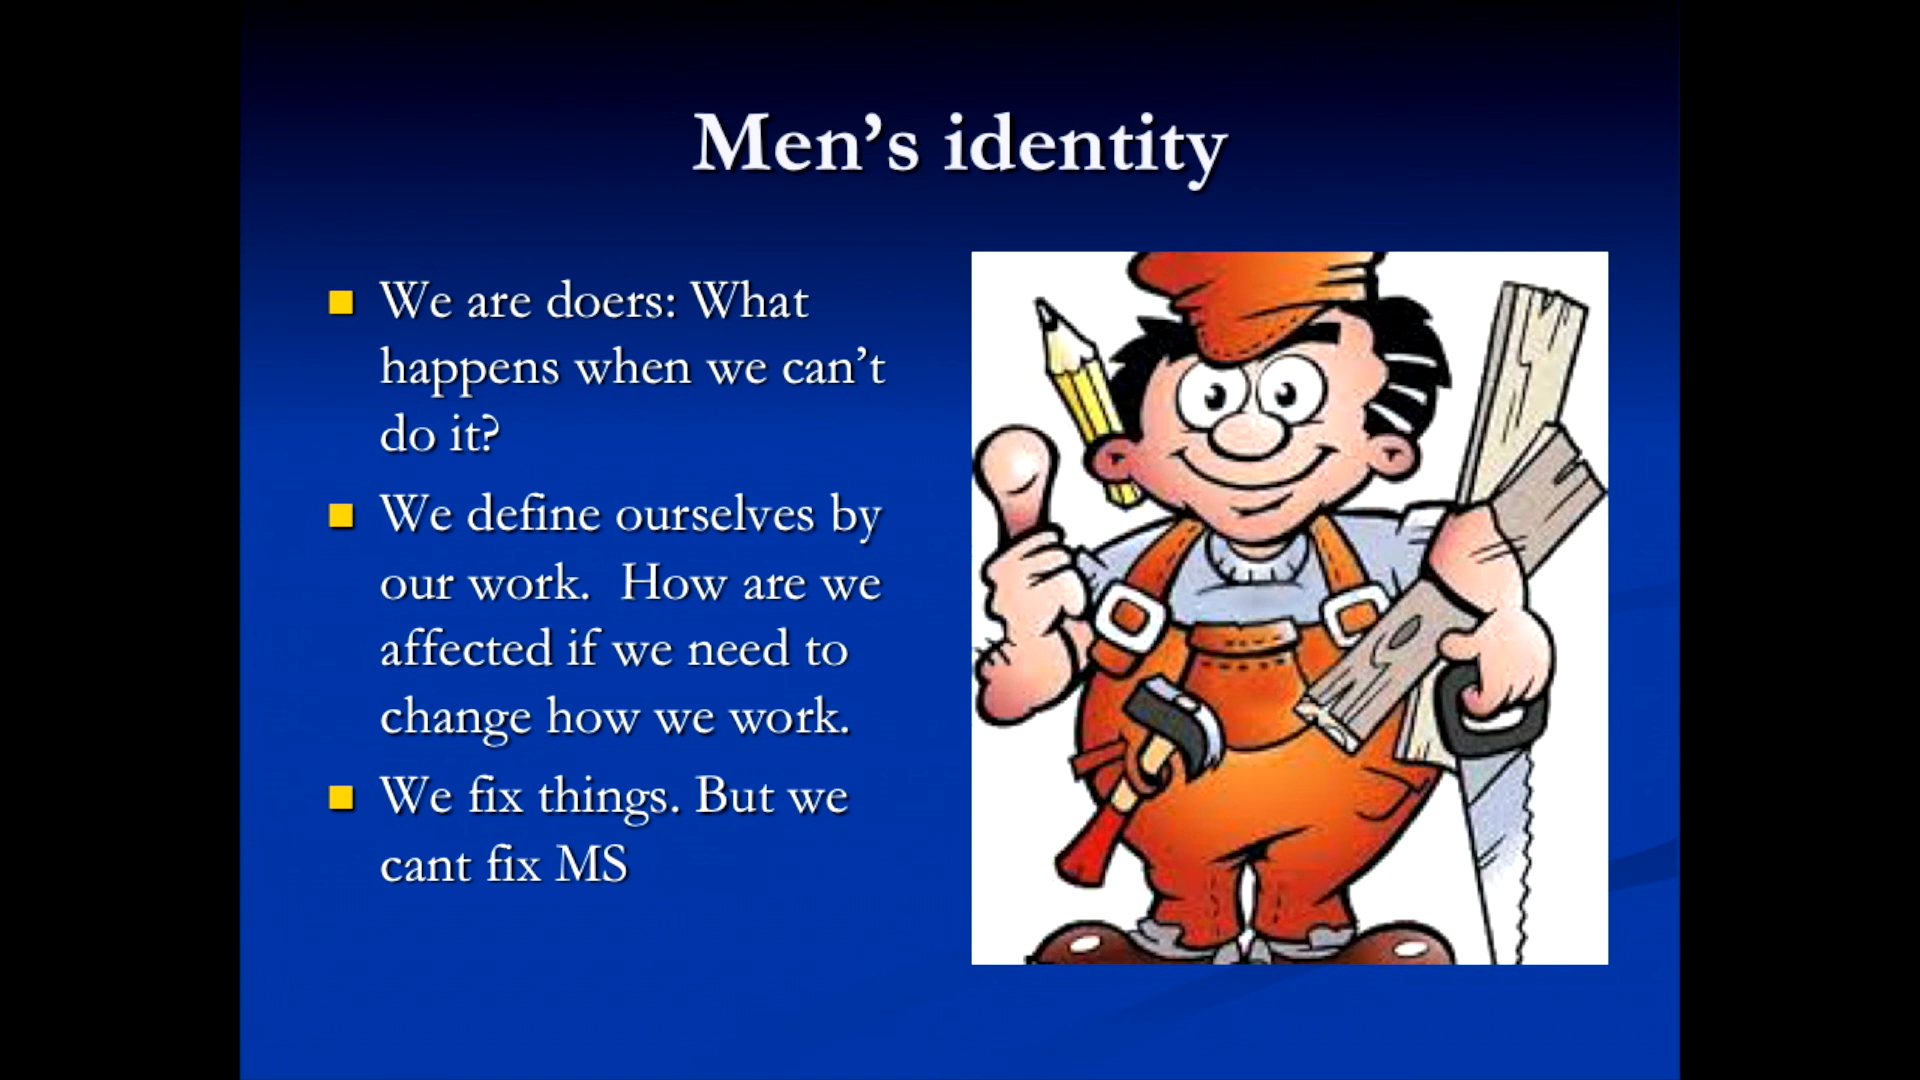 Men’s identity
We are doers: What
happens when we can’t
do it?
We define ourselves by
our work.  How are we
affected if we need to
change how we work.
We fix things. But we
cant fix MS